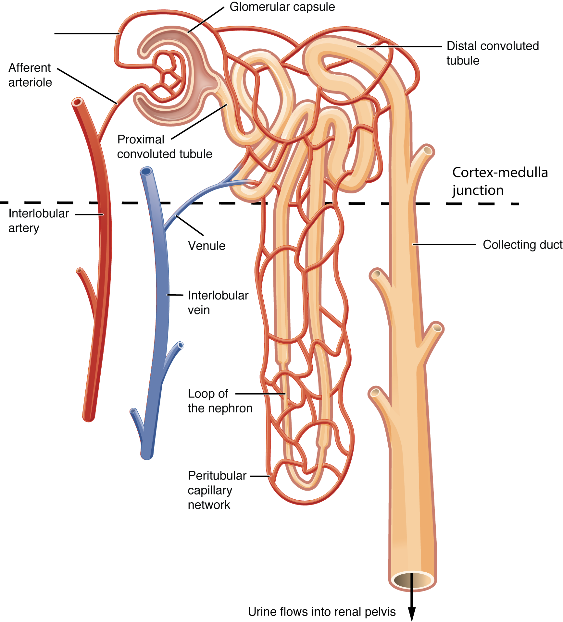 Glomerular capsule
Distal convoluted
tubule
Afferent
arteriole
Proximal
convoluted tubule
Cortex-medulla
junction
Interlobular
artery
Venule
Collecting duct
Interlobular
vein
Loop of
the nephron
Peritubular
capillary
network
Urine flows into renal pelvis